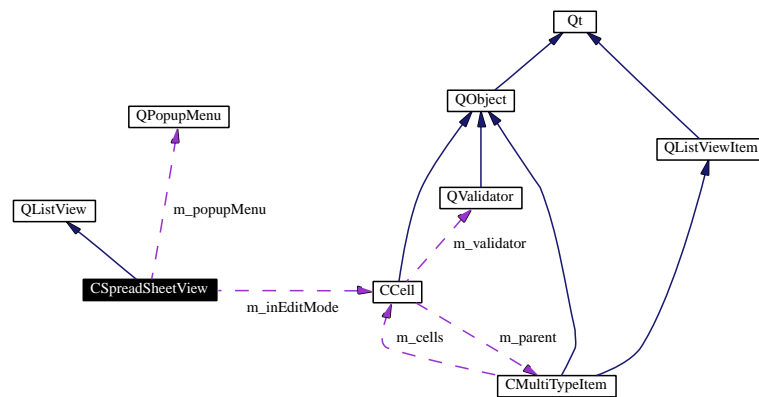 Qt
QObject
QPopupMenu
QListViewItem
QValidator
QListView
m_popupMenu
m_validator
CSpreadSheetView
CCell
m_inEditMode
m_cells
m_parent
CMultiTypeItem